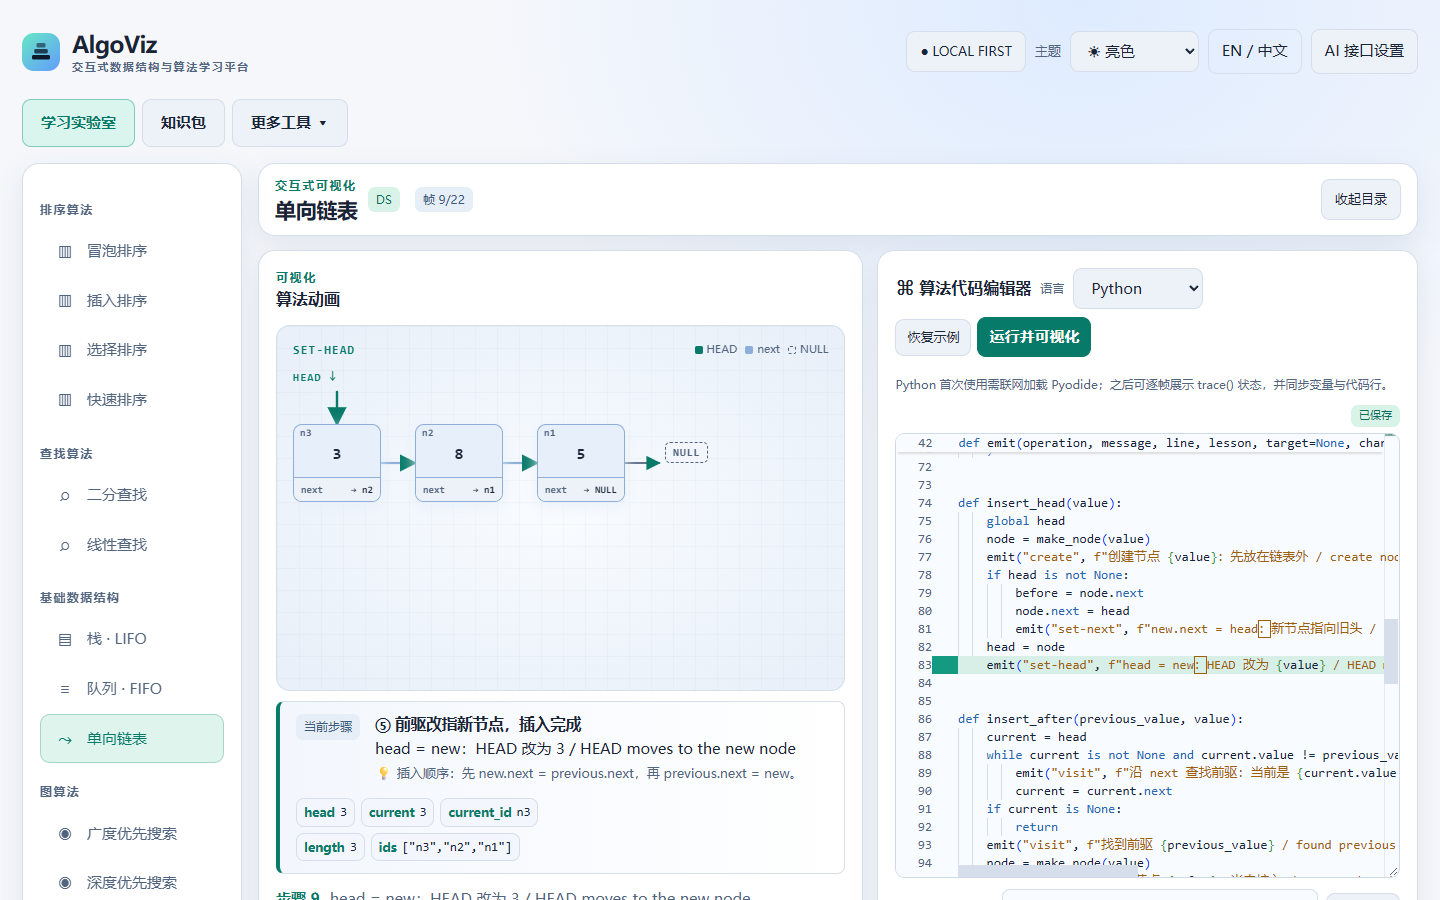 AlgoViz
交互式数据结构与算法学习平台
● LOCAL FIRST
主题
☀ 亮色
EN / 中文
AI 接口设置
学习实验室
知识包
更多工具 ▾
排序算法
冒泡排序
插入排序
选择排序
快速排序
查找算法
二分查找
线性查找
基础数据结构
栈 · LIFO
队列 · FIFO
单向链表
图算法
广度优先搜索
深度优先搜索
交互式可视化
单向链表
DS
帧 9/22
收起目录
可视化
算法动画
SET-HEAD
HEAD next NULL
HEAD ↓
n3
3
next → n2
n2
8
next → n1
n1
5
next → NULL
NULL
当前步骤
⑤ 前驱改指新节点，插入完成
head = new： HEAD 改为 3 / HEAD moves to the new node
💡 插入顺序：先 new.next = previous.next，再 previous.next = new。
head 3
current 3
current_id n3
length 3
ids ["n3","n2","n1"]
步骤 9 head = new： HEAD 改为 3 / HEAD moves to the new node
⌘ 算法代码编辑器
语言
Python
恢复示例
运行并可视化
Python 首次使用需联网加载 Pyodide；之后可逐帧展示 trace() 状态，并同步变量与代码行。
已保存
42 def emit(operation, message, line, lesson, target=None, char
72
73
74 def insert_head(value):
75 global head
76 node = make_node(value)
77 emit("create", f"创建节点 {value}：先放在链表外 / create noc
78 if head is not None:
79 before = node.next
80 node.next = head
81 emit("set-next", f"new.next = head：新节点指向旧头 /
82 head = node
83 emit("set-head", f"head = new：HEAD 改为 {value} / HEAD
84
85
86 def insert_after(previous_value, value):
87 current = head
88 while current is not None and current.value != previous_va
89 emit("visit", f"沿 next 查找前驱：当前是 {current.value
90 current = current.next
91 if current is None:
92 return
93 emit("visit", f"找到前驱 {previous_value} / found previous
94 node = make_node(value)